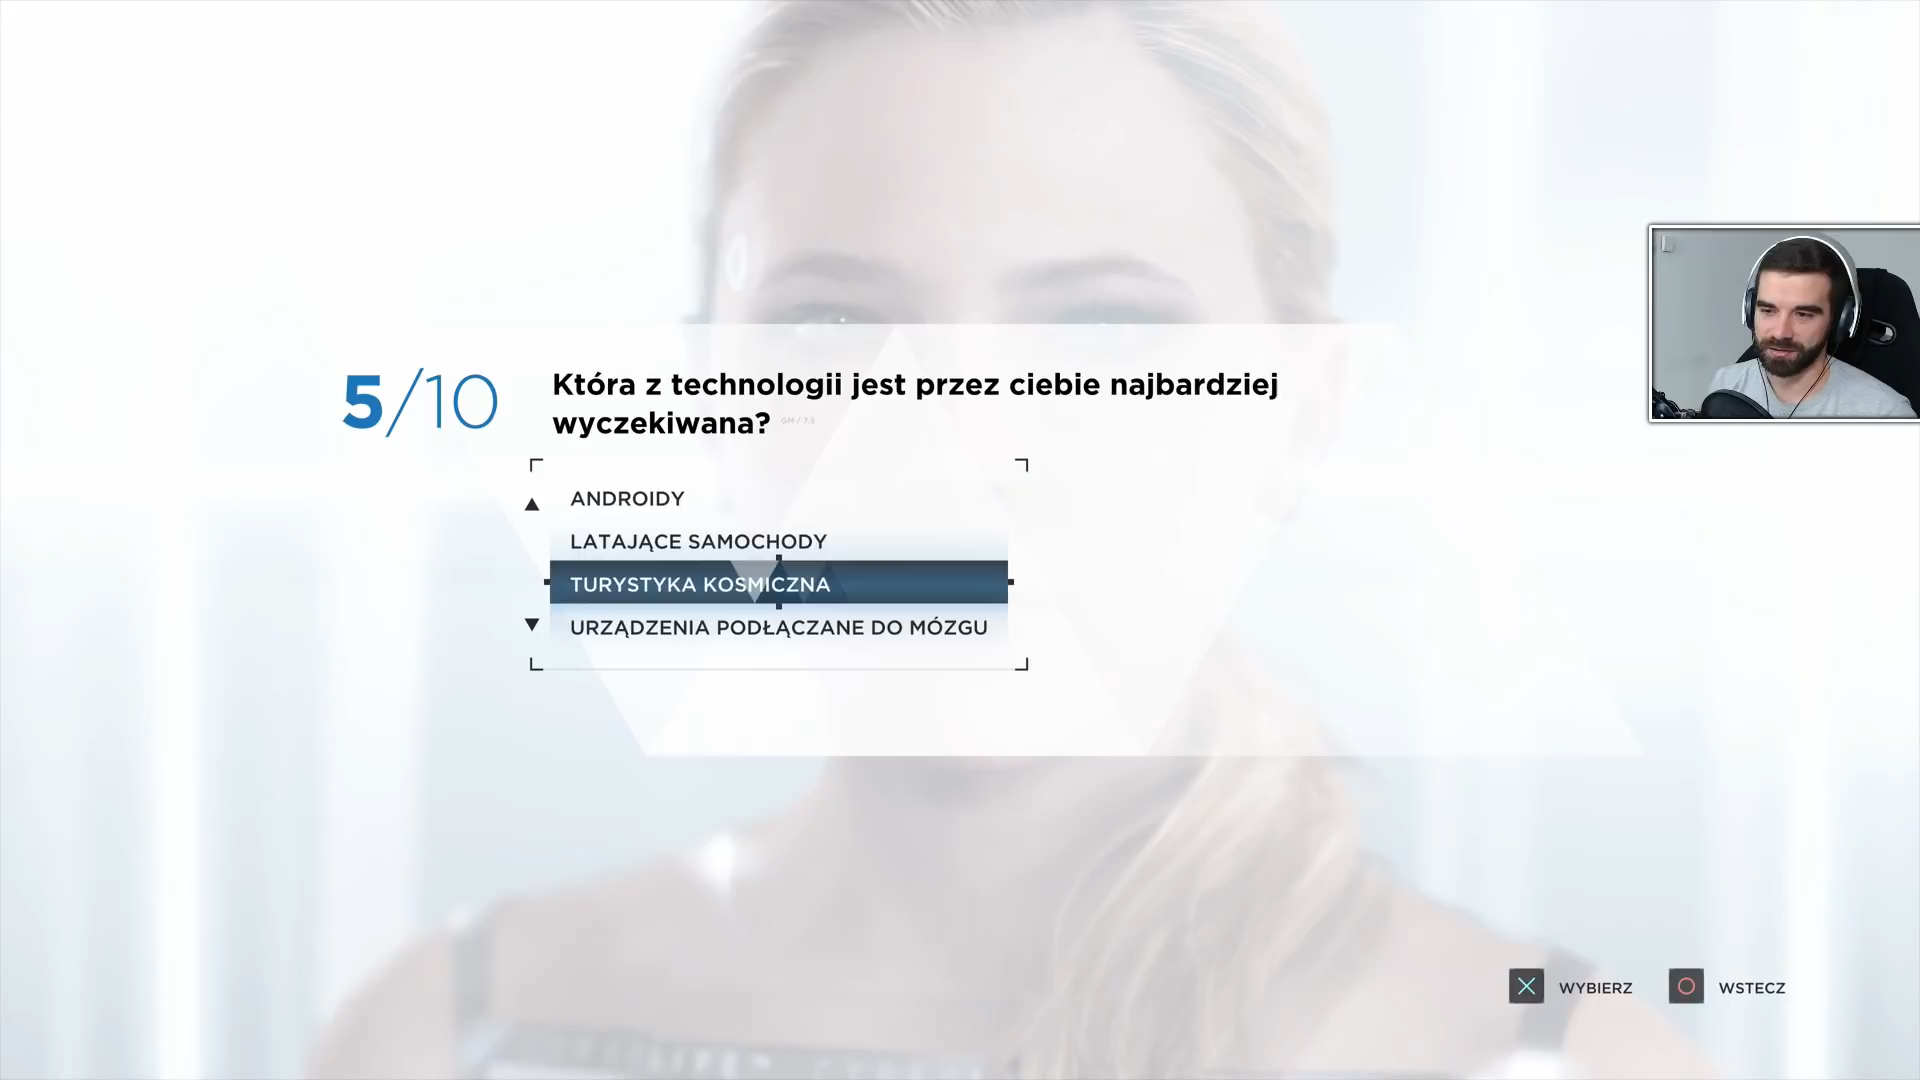 5/10
Która z technologii jest przez ciebie najbardziej
wyczekiwana?
ANDROIDY
LATAJĄCE SAMOCHODY
TURYSTYKA KOSMICZNA
URZĄDZENIA PODŁĄCZANE DO MÓZGU
WYBIERZ
WSTECZ